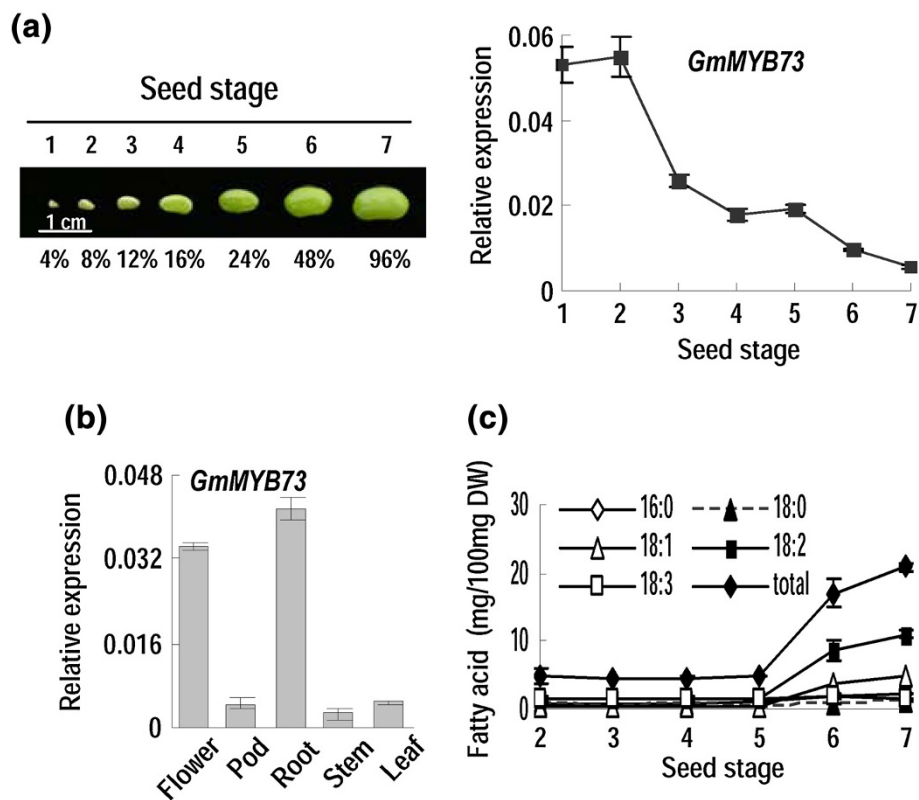 (a)
Seed stage
1 2 3 4 5 6 7
1 cm
4% 8% 12% 16% 24% 48% 96%
Relative expression
0.06
0.04
0.02
0
GmMYB73
1 2 3 4 5 6 7
Seed stage
(b)
Relative expression
0.048
0.032
0.016
0
GmMYB73
Flower Pod Root Stem Leaf
(c)
Fatty acid (mg/100mg DW)
30
20
10
0
16:0 18:0
18:1 18:2
18:3 total
2 3 4 5 6 7
Seed stage